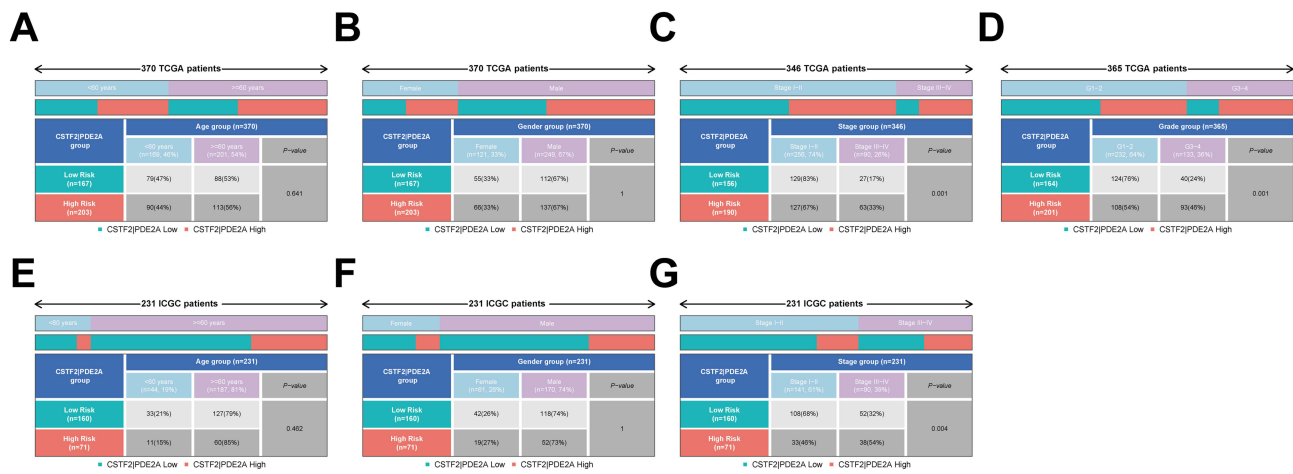 A
370 TCGA patients
<60 years
>=60 years
CSTF2|PDE2A
group
Age group (n=370)
<60 years
(n=169, 46%)
>=60 years
(n=201, 54%)
P-value
Low Risk
(n=167)
79(47%)
88(53%)
0.641
High Risk
(n=203)
90(44%)
113(56%)
CSTF2|PDE2A Low
CSTF2|PDE2A High
B
370 TCGA patients
Female
Male
CSTF2|PDE2A
group
Gender group (n=370)
Female
(n=121, 33%)
Male
(n=249, 67%)
P-value
Low Risk
(n=167)
55(33%)
112(67%)
1
High Risk
(n=203)
66(33%)
137(67%)
CSTF2|PDE2A Low
CSTF2|PDE2A High
C
346 TCGA patients
Stage I-II
Stage III-IV
CSTF2|PDE2A
group
Stage group (n=346)
Stage I-II
(n=256, 74%)
Stage III-IV
(n=90, 26%)
P-value
Low Risk
(n=156)
129(83%)
27(17%)
0.001
High Risk
(n=190)
127(67%)
63(33%)
CSTF2|PDE2A Low
CSTF2|PDE2A High
D
365 TCGA patients
G1-2
G3-4
CSTF2|PDE2A
group
Grade group (n=365)
G1-2
(n=232, 64%)
G3-4
(n=133, 36%)
P-value
Low Risk
(n=164)
124(76%)
40(24%)
0.001
High Risk
(n=201)
108(54%)
93(46%)
CSTF2|PDE2A Low
CSTF2|PDE2A High
E
231 ICGC patients
<60 years
>=60 years
CSTF2|PDE2A
group
Age group (n=231)
<60 years
(n=44, 19%)
>=60 years
(n=187, 81%)
P-value
Low Risk
(n=160)
33(21%)
127(79%)
0.462
High Risk
(n=71)
11(15%)
60(85%)
CSTF2|PDE2A Low
CSTF2|PDE2A High
F
231 ICGC patients
Female
Male
CSTF2|PDE2A
group
Gender group (n=231)
Female
(n=61, 26%)
Male
(n=170, 74%)
P-value
Low Risk
(n=160)
42(26%)
118(74%)
1
High Risk
(n=71)
19(27%)
52(73%)
CSTF2|PDE2A Low
CSTF2|PDE2A High
G
231 ICGC patients
Stage I-II
Stage III-IV
CSTF2|PDE2A
group
Stage group (n=231)
Stage I-II
(n=141, 61%)
Stage III-IV
(n=90, 39%)
P-value
Low Risk
(n=160)
108(68%)
52(32%)
0.004
High Risk
(n=71)
33(46%)
38(54%)
CSTF2|PDE2A Low
CSTF2|PDE2A High